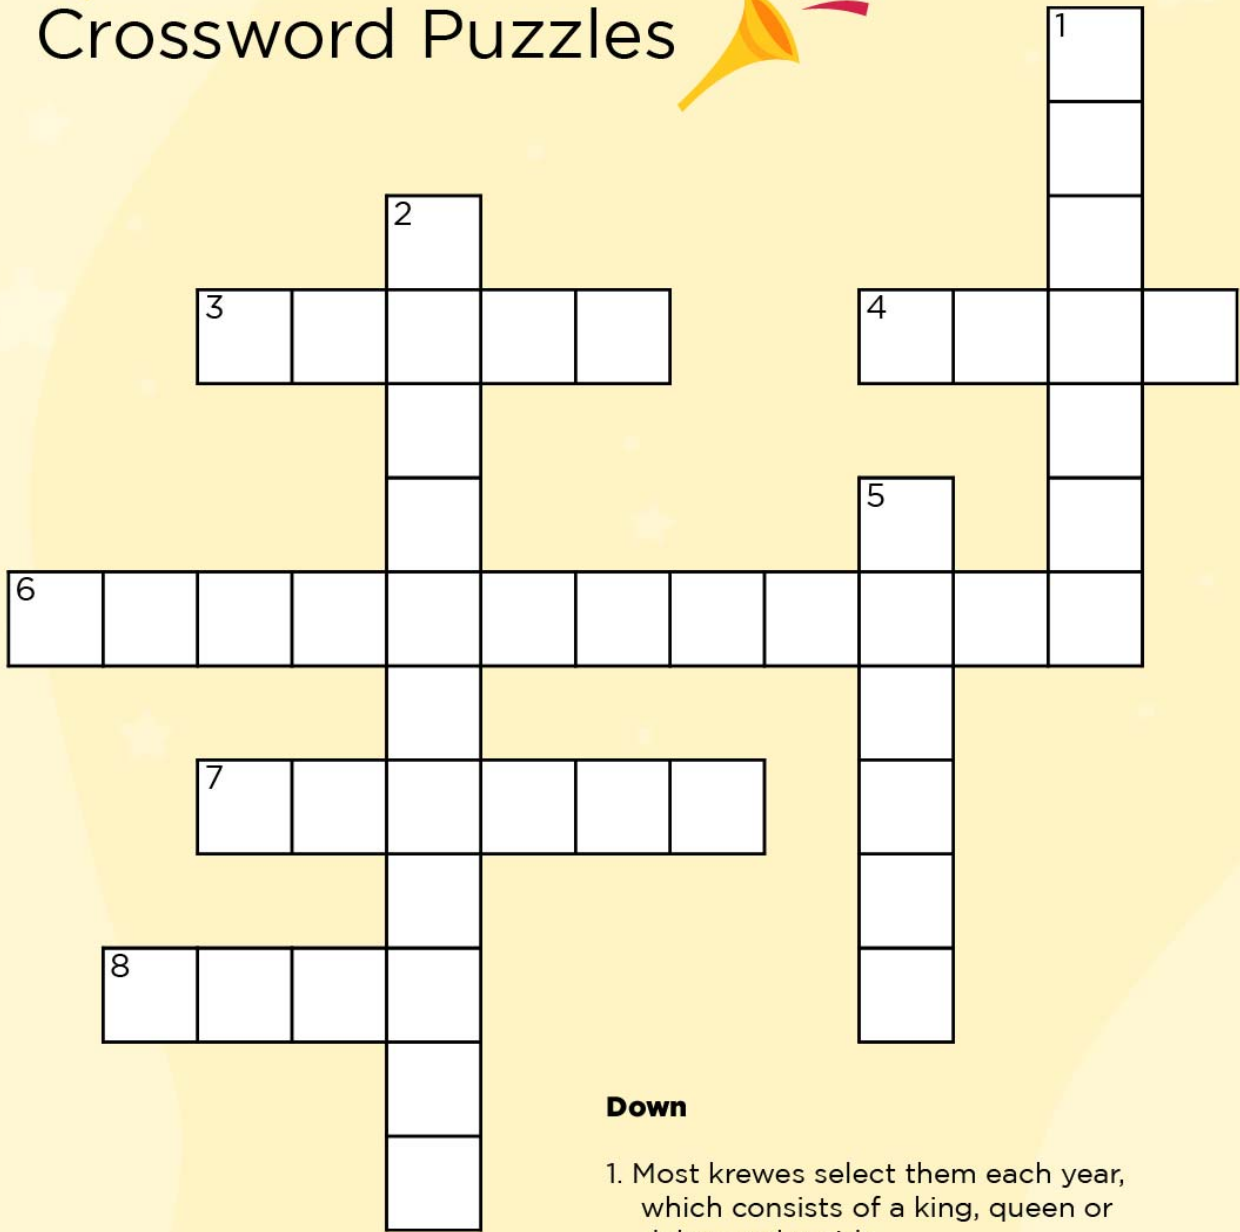 Crossword Puzzles
1
2
3
4
5
6
7
8
Down
1. Most krewes select them each year,
which consists of a king, queen or